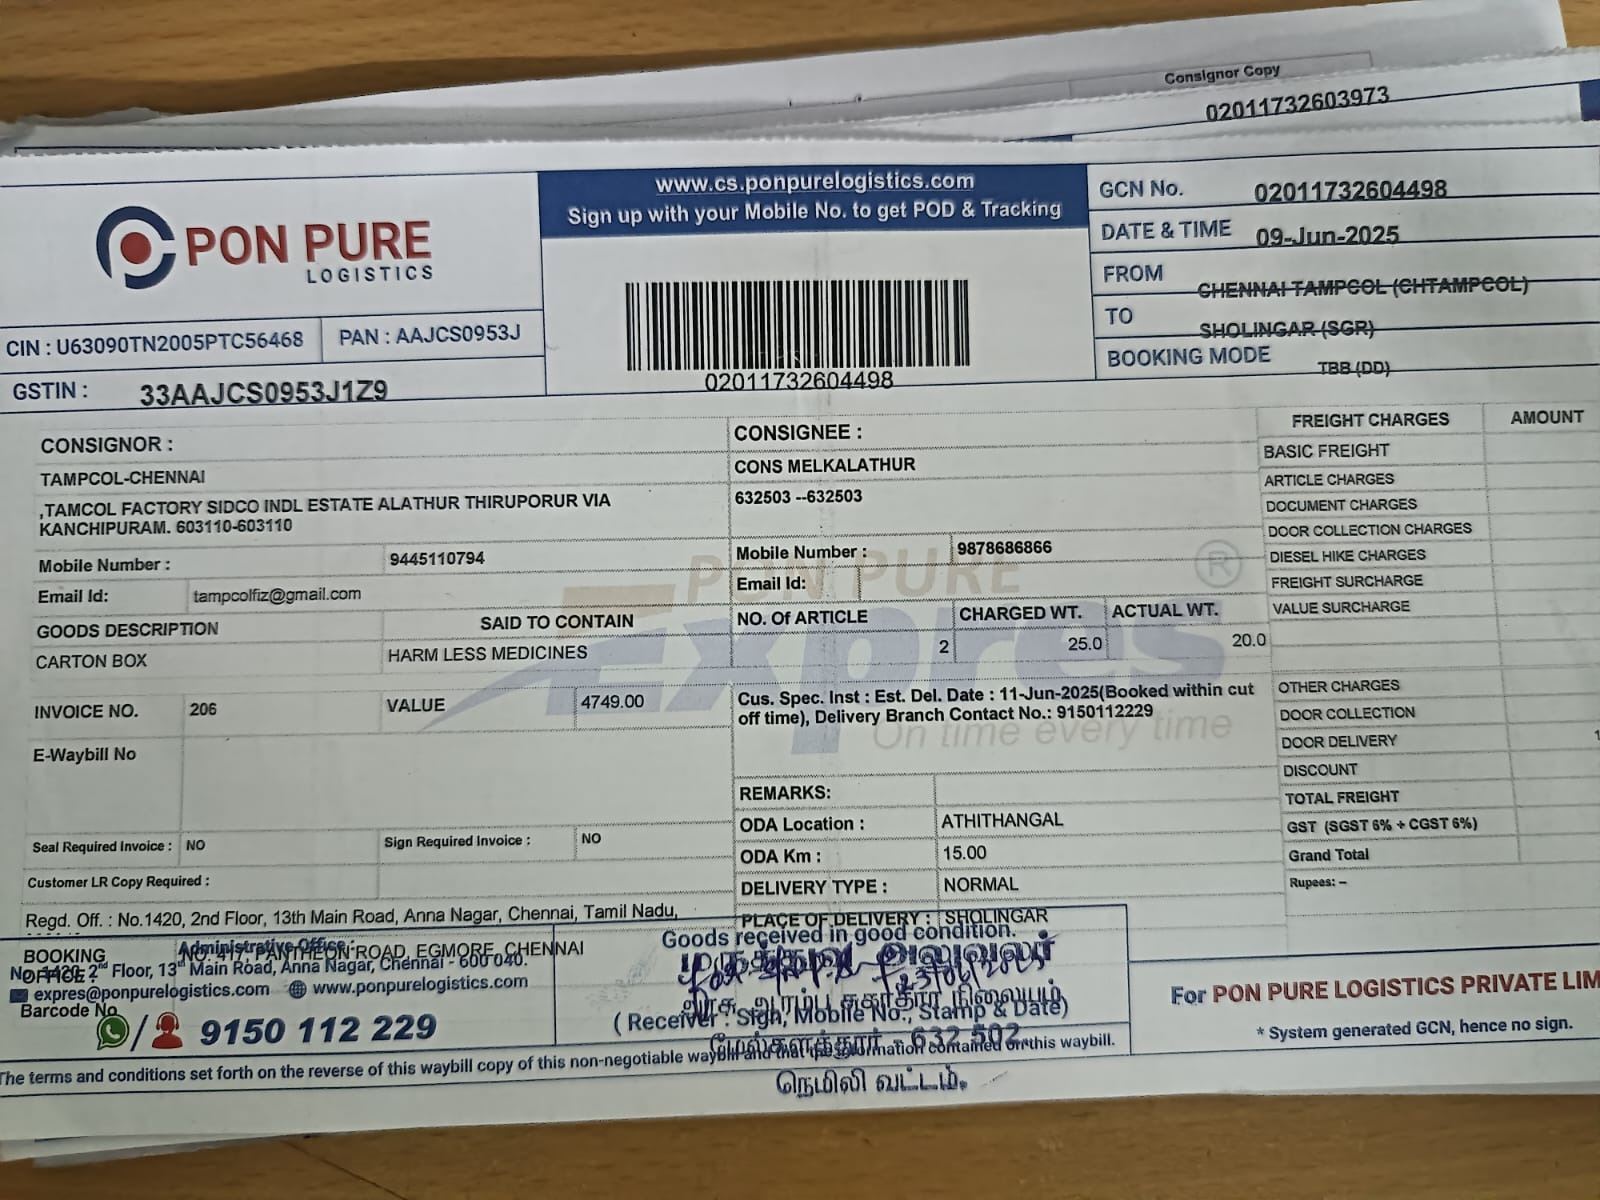 Consignor Copy
02011732603973
PON PURE
LOGISTICS
www.cs.ponpurelogistics.com
Sign up with your Mobile No. to get POD & Tracking
02011732604498
GCN No. 02011732604498
DATE & TIME 09-Jun-2025
FROM CHENNAI TAMPCOL (CHTAMPCOL)
TO SHOLINGAR (SGR)
BOOKING MODE TBB (DD)
CIN : U63090TN2005PTC56468 PAN : AAJCS0953J
GSTIN : 33AAJCS0953J1Z9
CONSIGNOR :
TAMPCOL-CHENNAI
,TAMCOL FACTORY SIDCO INDL ESTATE ALATHUR THIRUPORUR VIA
KANCHIPURAM. 603110-603110
Mobile Number : 9445110794
Email Id: tampcolfiz@gmail.com
GOODS DESCRIPTION SAID TO CONTAIN
CARTON BOX HARM LESS MEDICINES
INVOICE NO. 206 VALUE 4749.00
E-Waybill No
Seal Required Invoice : NO Sign Required Invoice : NO
Customer LR Copy Required :
CONSIGNEE :
CONS MELKALATHUR
632503 --632503
Mobile Number : 9878686866
Email Id:
PON PURE ®
Expres
On time every time
NO. Of ARTICLE CHARGED WT. ACTUAL WT.
2 25.0 20.0
Cus. Spec. Inst : Est. Del. Date : 11-Jun-2025(Booked within cut
off time), Delivery Branch Contact No.: 9150112229
REMARKS:
ODA Location : ATHITHANGAL
ODA Km : 15.00
DELIVERY TYPE : NORMAL
PLACE OF DELIVERY : SHOLINGAR
FREIGHT CHARGES AMOUNT
BASIC FREIGHT
ARTICLE CHARGES
DOCUMENT CHARGES
DOOR COLLECTION CHARGES
DIESEL HIKE CHARGES
FREIGHT SURCHARGE
VALUE SURCHARGE
OTHER CHARGES
DOOR COLLECTION
DOOR DELIVERY
DISCOUNT
TOTAL FREIGHT
GST (SGST 6% + CGST 6%)
Grand Total
Rupees: –
Regd. Off. : No.1420, 2nd Floor, 13th Main Road, Anna Nagar, Chennai, Tamil Nadu,
BOOKING OFFICE : NO. 417, PANTHEON ROAD, EGMORE, CHENNAI
Administrative Office :
No. 1420, 2nd Floor, 13th Main Road, Anna Nagar, Chennai - 600 040.
expres@ponpurelogistics.com www.ponpurelogistics.com
Barcode No
/ 9150 112 229
Goods received in good condition.
அலுவலர்
அரசு ஆரம்ப சுகாதார நிலையம்
( Receiver : Sign, Mobile No., Stamp & Date)
மேல்களத்தூர் - 632 502.
நெமிலி வட்டம்.
For PON PURE LOGISTICS PRIVATE LIM
* System generated GCN, hence no sign.
The terms and conditions set forth on the reverse of this waybill copy of this non-negotiable waybill and that the information contained on this waybill.